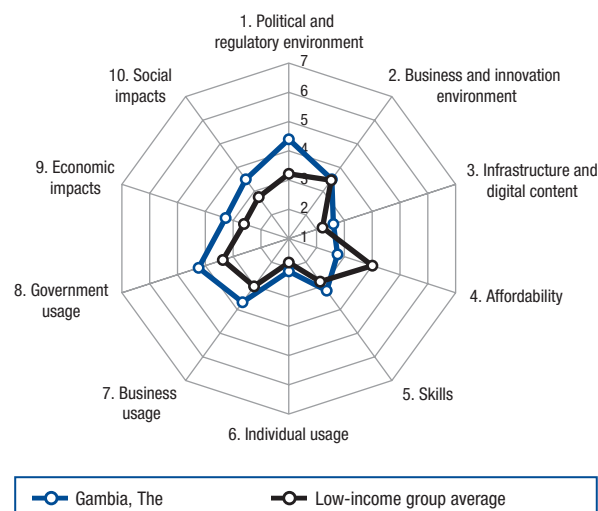 1. Political and
regulatory environment
2. Business and innovation
environment
3. Infrastructure and
digital content
4. Affordability
5. Skills
6. Individual usage
7. Business
usage
8. Government
usage
9. Economic
impacts
10. Social
impacts
7
6
5
4
3
2
1
Gambia, The
Low-income group average